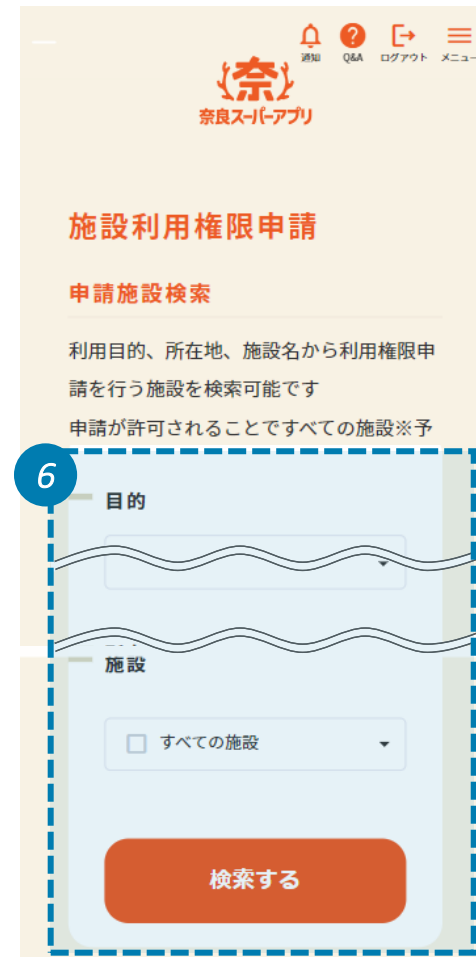 通知 Q&A ログアウト メニュー
奈
奈良スーパーアプリ
施設利用権限申請
申請施設検索
利用目的、所在地、施設名から利用権限申
請を行う施設を検索可能です
申請が許可されることですべての施設※予
6
目的
施設
すべての施設
検索する